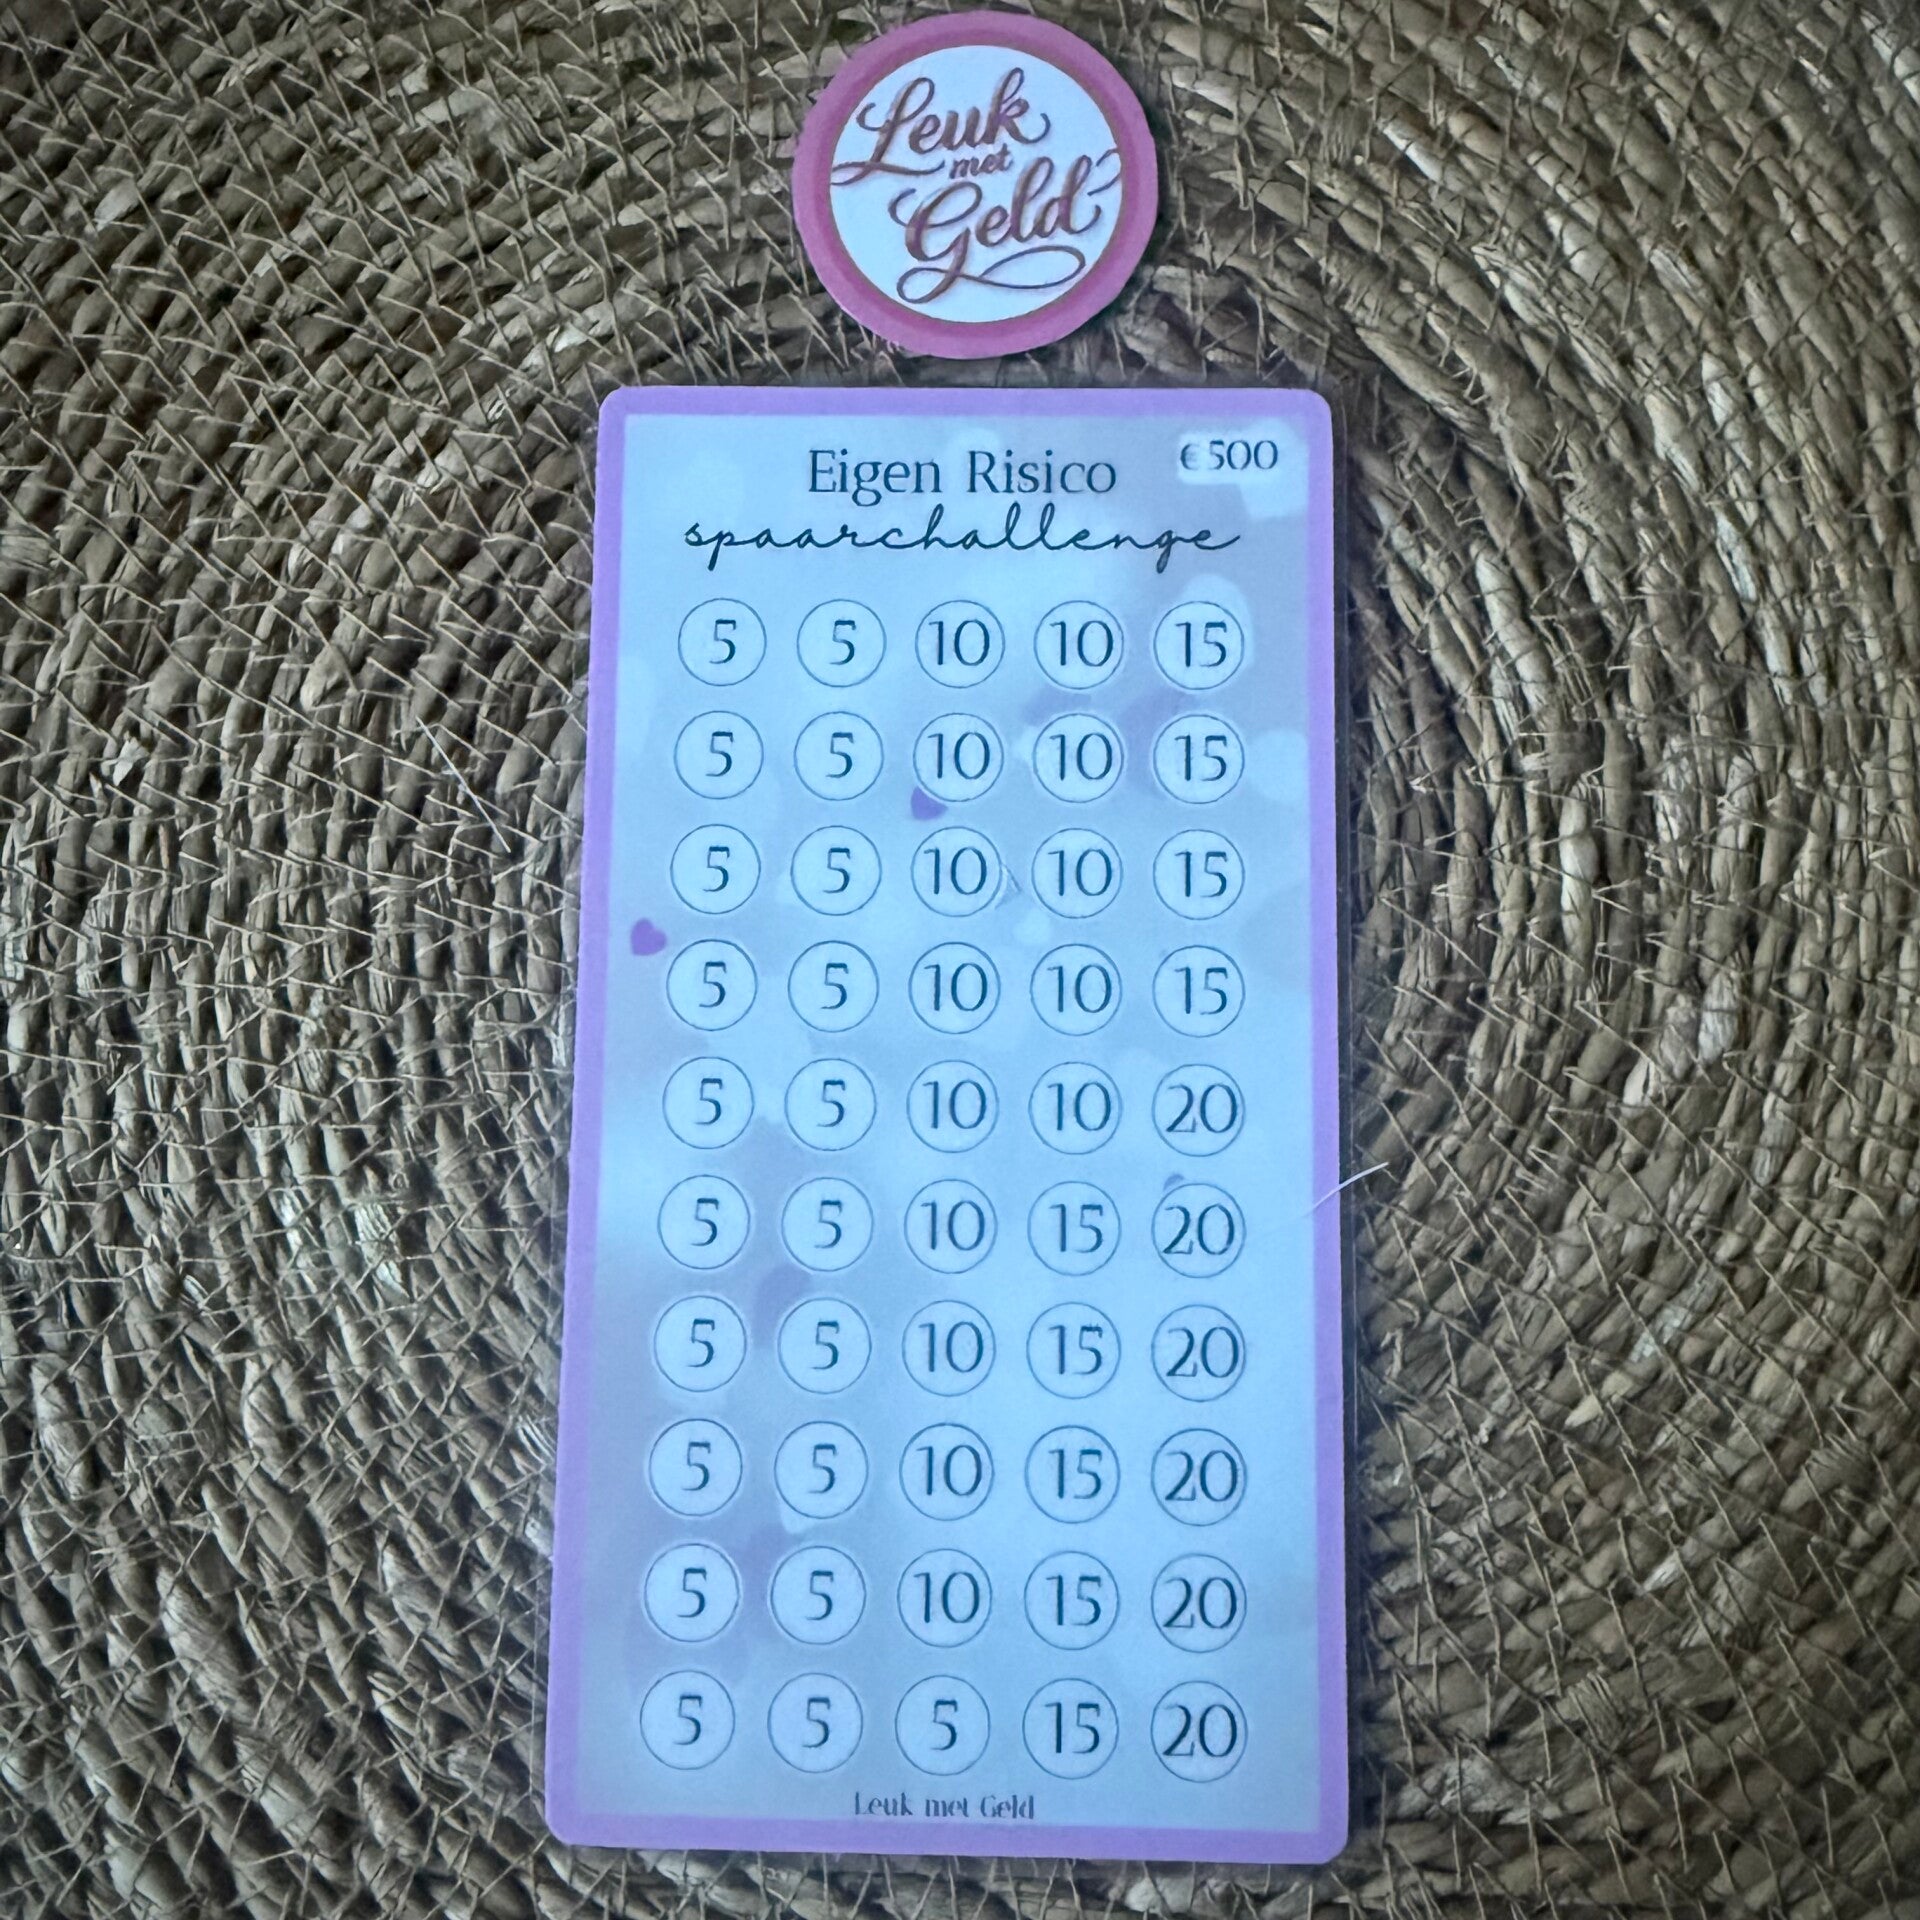 Leuk
met
Geld
€500
Eigen Risico
spaarchallenge
5 5 10 10 15
5 5 10 10 15
5 5 10 10 15
5 5 10 10 15
5 5 10 10 20
5 5 10 15 20
5 5 10 15 20
5 5 10 15 20
5 5 10 15 20
5 5 5 15 20
Leuk met Geld